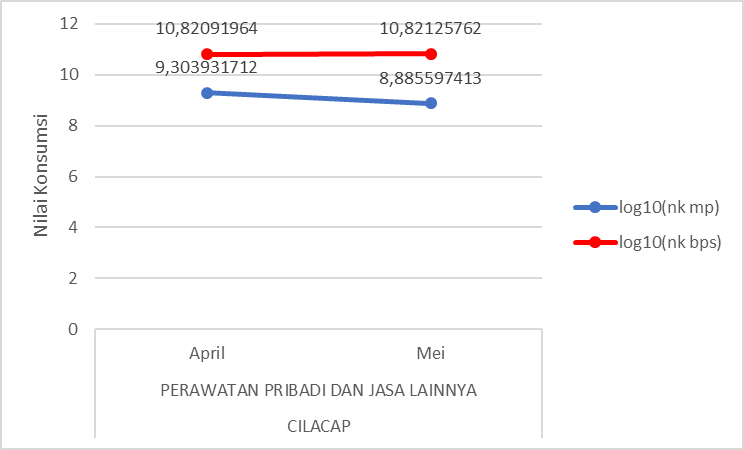 12
10
8
6
4
2
0
Nilai Konsumsi
10,82091964
10,82125762
9,303931712
8,885597413
log10(nk mp)
log10(nk bps)
April
Mei
PERAWATAN PRIBADI DAN JASA LAINNYA
CILACAP